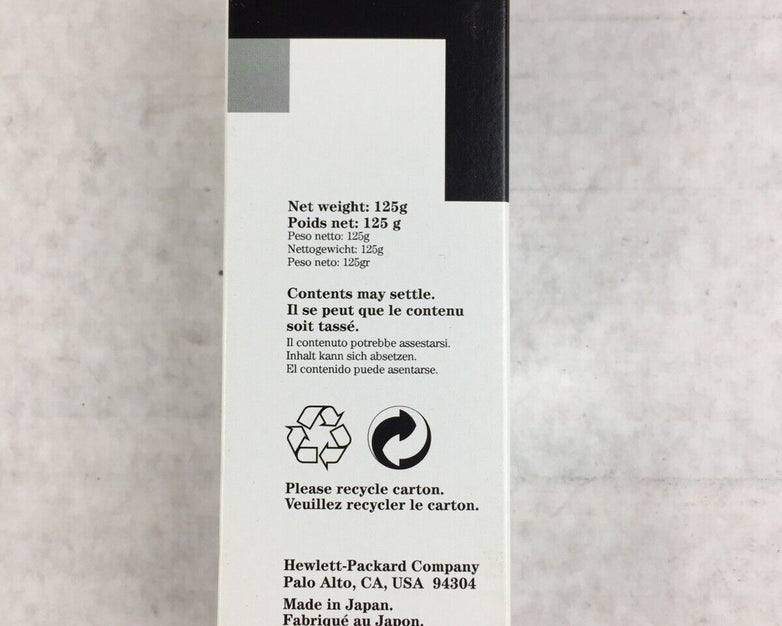 Net weight: 125g
Poids net: 125 g
Peso netto: 125g
Nettogewicht: 125g
Peso neto: 125gr
Contents may settle.
Il se peut que le contenu
soit tassé.
Il contenuto potrebbe assestarsi.
Inhalt kann sich absetzen.
El contenido puede asentarse.
Please recycle carton.
Veuillez recycler le carton.
Hewlett-Packard Company
Palo Alto, CA, USA 94304
Made in Japan.
Fabriqué au Japon.